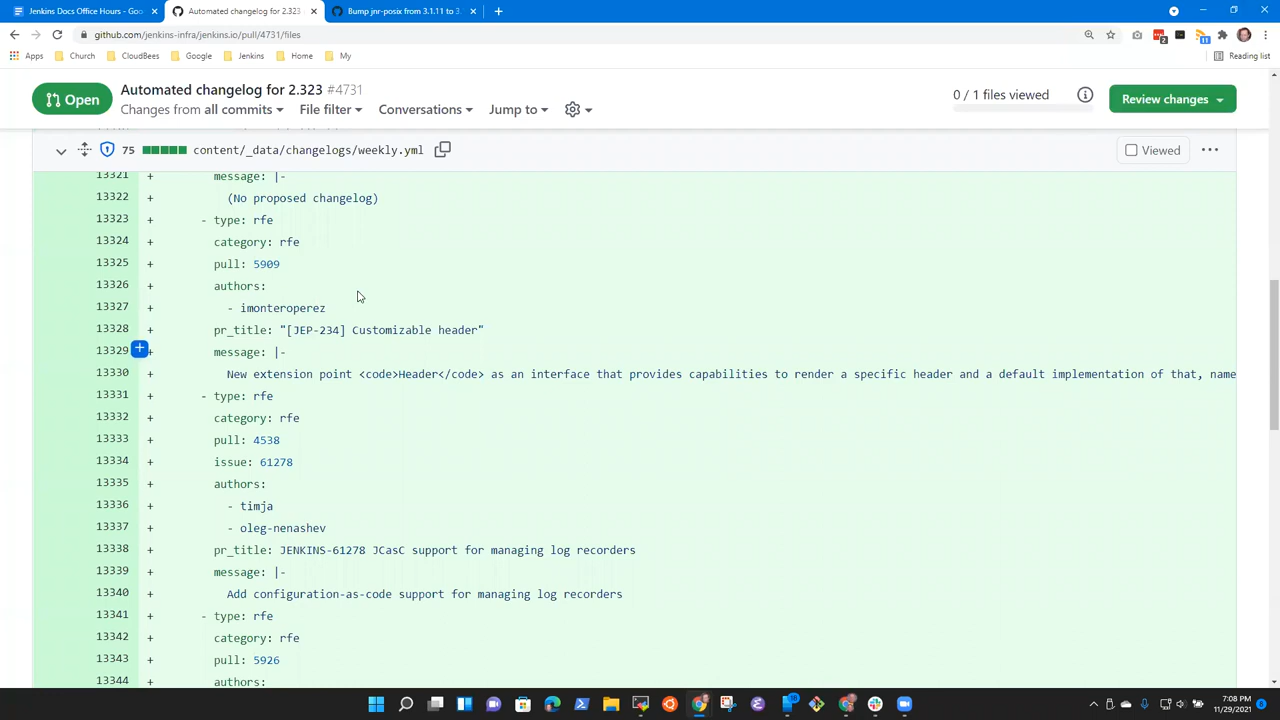 Jenkins Docs Office Hours - Goo
Automated changelog for 2.323
Bump jnr-posix from 3.1.11 to 3.
github.com/jenkins-infra/jenkins.io/pull/4731/files
Apps
Church
CloudBees
Google
Jenkins
Home
My
Reading list
Open
Automated changelog for 2.323 #4731
Changes from all commits
File filter
Conversations
Jump to
0 / 1 files viewed
Review changes
75
content/_data/changelogs/weekly.yml
Viewed
13321 + message: |-
13322 + (No proposed changelog)
13323 + - type: rfe
13324 + category: rfe
13325 + pull: 5909
13326 + authors:
13327 + - imonteroperez
13328 + pr_title: "[JEP-234] Customizable header"
13329 + message: |-
13330 + New extension point <code>Header</code> as an interface that provides capabilities to render a specific header and a default implementation of that, name
13331 + - type: rfe
13332 + category: rfe
13333 + pull: 4538
13334 + issue: 61278
13335 + authors:
13336 + - timja
13337 + - oleg-nenashev
13338 + pr_title: JENKINS-61278 JCasC support for managing log recorders
13339 + message: |-
13340 + Add configuration-as-code support for managing log recorders
13341 + - type: rfe
13342 + category: rfe
13343 + pull: 5926
13344 + authors:
7:08 PM
11/29/2021